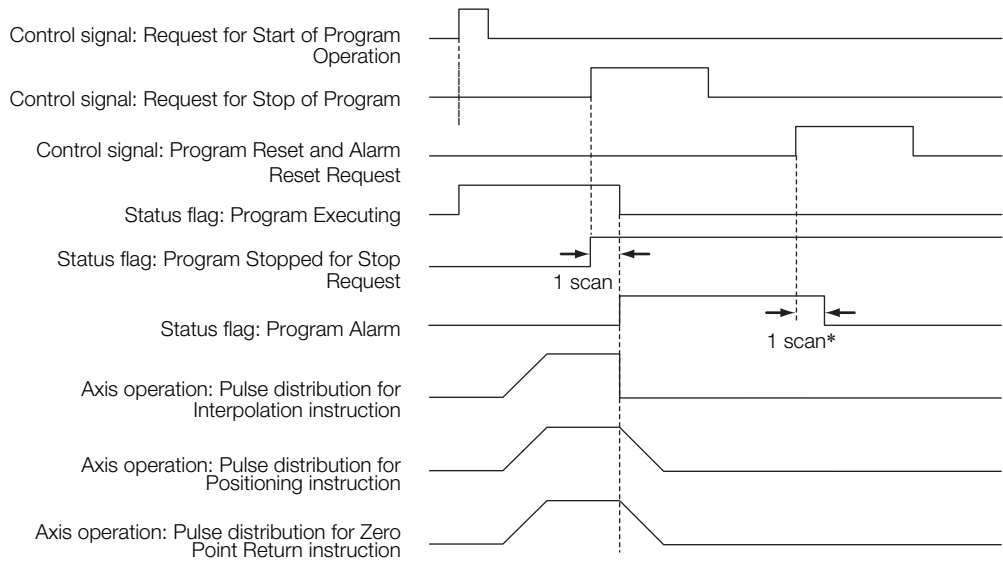 Control signal: Request for Start of Program
Operation
Control signal: Request for Stop of Program
Control signal: Program Reset and Alarm
Reset Request
Status flag: Program Executing
Status flag: Program Stopped for Stop
Request
1 scan
Status flag: Program Alarm
1 scan*
Axis operation: Pulse distribution for
Interpolation instruction
Axis operation: Pulse distribution for
Positioning instruction
Axis operation: Pulse distribution for Zero
Point Return instruction